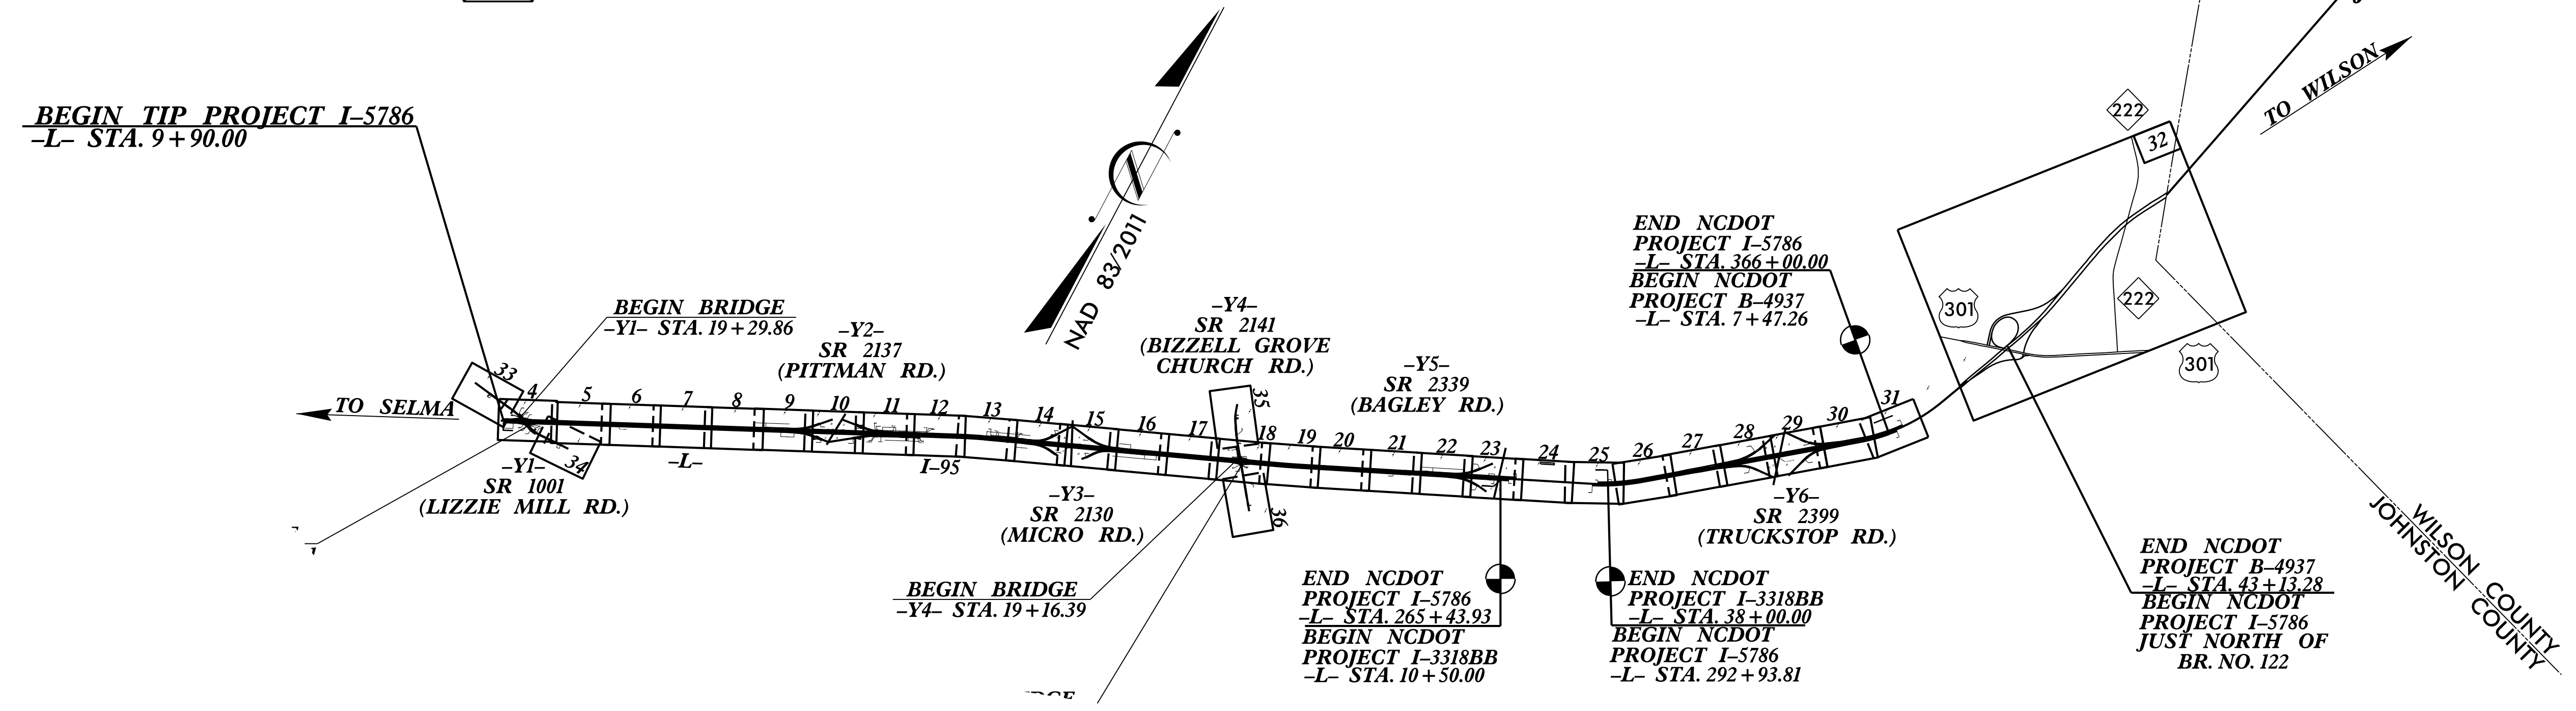 BEGIN TIP PROJECT I–5786
–L– STA. 9+90.00
BEGIN BRIDGE
–Y1– STA. 19+29.86
–Y2–
SR 2137
(PITTMAN RD.)
NAD 83/2011
–Y4–
SR 2141
(BIZZELL GROVE
CHURCH RD.)
–Y5–
SR 2339
(BAGLEY RD.)
END NCDOT
PROJECT I–5786
–L– STA. 366+00.00
BEGIN NCDOT
PROJECT B–4937
–L– STA. 7+47.26
222
32
TO WILSON
301
222
301
TO SELMA
33
4
5
6
7
8
9
10
11
12
13
14
15
16
17
35
18
19
20
21
22
23
24
25
26
27
28
29
30
31
34
36
–Y1–
SR 1001
(LIZZIE MILL RD.)
–L–
I–95
–Y3–
SR 2130
(MICRO RD.)
BEGIN BRIDGE
–Y4– STA. 19+16.39
END NCDOT
PROJECT I–5786
–L– STA. 265+43.93
BEGIN NCDOT
PROJECT I–3318BB
–L– STA. 10+50.00
END NCDOT
PROJECT I–3318BB
–L– STA. 38+00.00
BEGIN NCDOT
PROJECT I–5786
–L– STA. 292+93.81
–Y6–
SR 2399
(TRUCKSTOP RD.)
END NCDOT
PROJECT B–4937
–L– STA. 43+13.28
BEGIN NCDOT
PROJECT I–5786
JUST NORTH OF
BR. NO. 122
WILSON COUNTY
JOHNSTON COUNTY